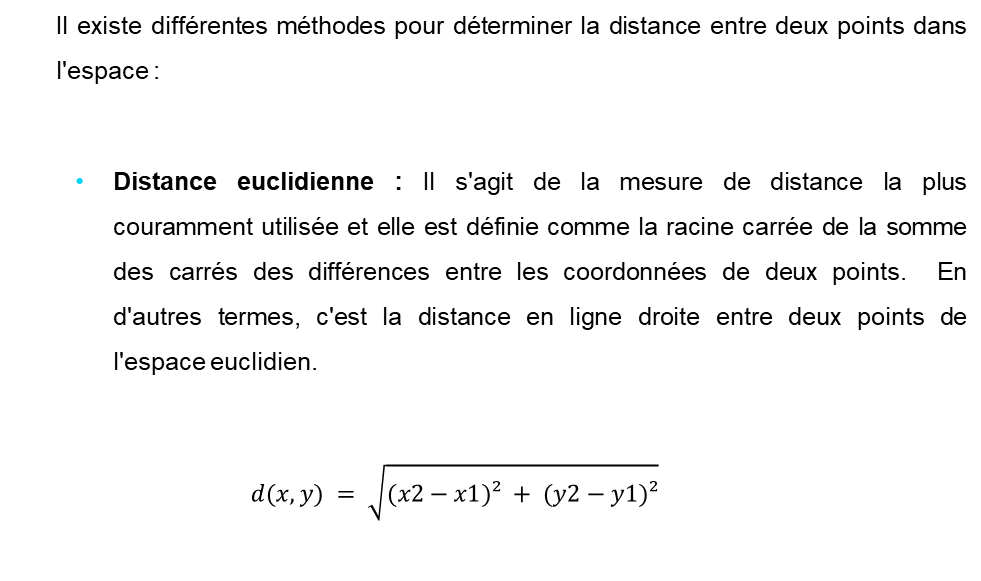 Il existe différentes méthodes pour déterminer la distance entre deux points dans
l'espace :
• Distance euclidienne : Il s'agit de la mesure de distance la plus
couramment utilisée et elle est définie comme la racine carrée de la somme
des carrés des différences entre les coordonnées de deux points. En
d'autres termes, c'est la distance en ligne droite entre deux points de
l'espace euclidien.
d(x, y) = √(x2 − x1)² + (y2 − y1)²